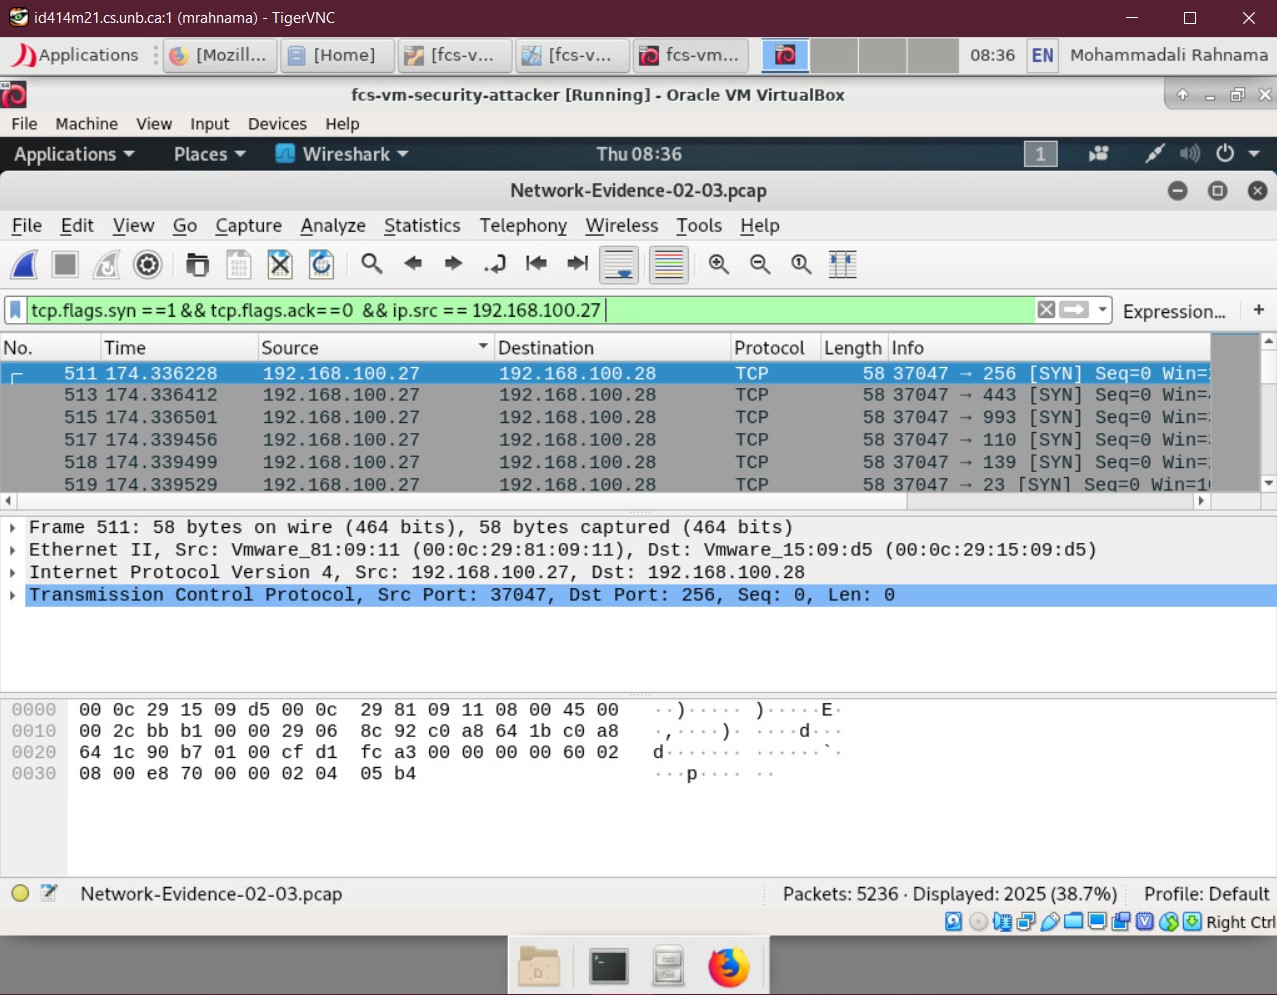 id414m21.cs.unb.ca:1 (mrahnama) - TigerVNC
Applications [Mozill... [Home] [fcs-v... [fcs-v... fcs-vm... 08:36 EN Mohammadali Rahnama
fcs-vm-security-attacker [Running] - Oracle VM VirtualBox
File Machine View Input Devices Help
Applications Places Wireshark Thu 08:36 1
Network-Evidence-02-03.pcap
File Edit View Go Capture Analyze Statistics Telephony Wireless Tools Help
tcp.flags.syn ==1 && tcp.flags.ack==0 && ip.src == 192.168.100.27 Expression... +
No. Time Source Destination Protocol Length Info
511 174.336228 192.168.100.27 192.168.100.28 TCP 58 37047 → 256 [SYN] Seq=0 Win=
513 174.336412 192.168.100.27 192.168.100.28 TCP 58 37047 → 443 [SYN] Seq=0 Win=
515 174.336501 192.168.100.27 192.168.100.28 TCP 58 37047 → 993 [SYN] Seq=0 Win=
517 174.339456 192.168.100.27 192.168.100.28 TCP 58 37047 → 110 [SYN] Seq=0 Win=
518 174.339499 192.168.100.27 192.168.100.28 TCP 58 37047 → 139 [SYN] Seq=0 Win=
519 174.339529 192.168.100.27 192.168.100.28 TCP 58 37047 → 23 [SYN] Seq=0 Win=1
Frame 511: 58 bytes on wire (464 bits), 58 bytes captured (464 bits)
Ethernet II, Src: Vmware_81:09:11 (00:0c:29:81:09:11), Dst: Vmware_15:09:d5 (00:0c:29:15:09:d5)
Internet Protocol Version 4, Src: 192.168.100.27, Dst: 192.168.100.28
Transmission Control Protocol, Src Port: 37047, Dst Port: 256, Seq: 0, Len: 0
0000 00 0c 29 15 09 d5 00 0c 29 81 09 11 08 00 45 00 ··)····· )·····E·
0010 00 2c bb b1 00 00 29 06 8c 92 c0 a8 64 1b c0 a8 ·,····)· ····d···
0020 64 1c 90 b7 01 00 cf d1 fc a3 00 00 00 00 60 02 d······· ······`·
0030 08 00 e8 70 00 00 02 04 05 b4 ···p···· ··
Network-Evidence-02-03.pcap Packets: 5236 · Displayed: 2025 (38.7%) Profile: Default
Right Ctrl